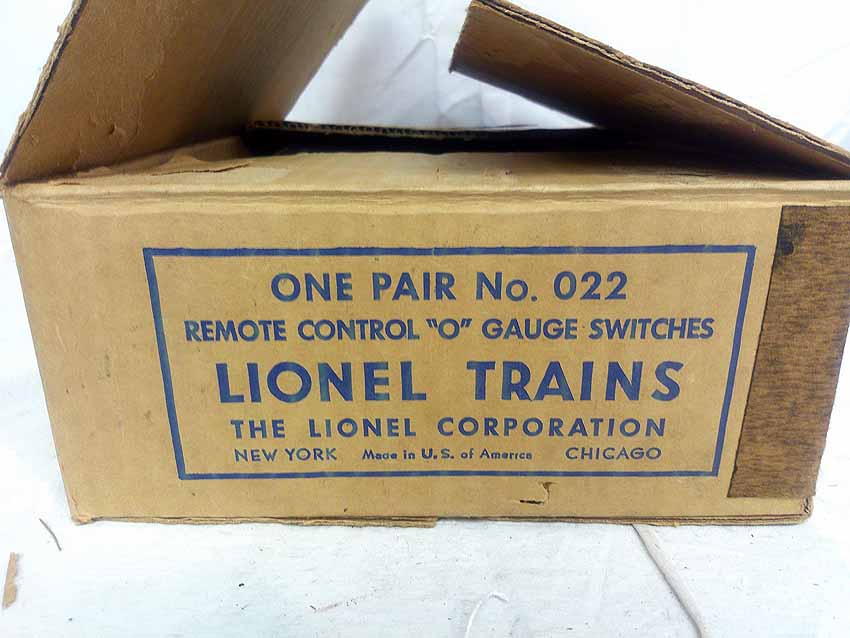 ONE PAIR No. 022
REMOTE CONTROL "O" GAUGE SWITCHES
LIONEL TRAINS
THE LIONEL CORPORATION
NEW YORK Made in U.S. of America CHICAGO